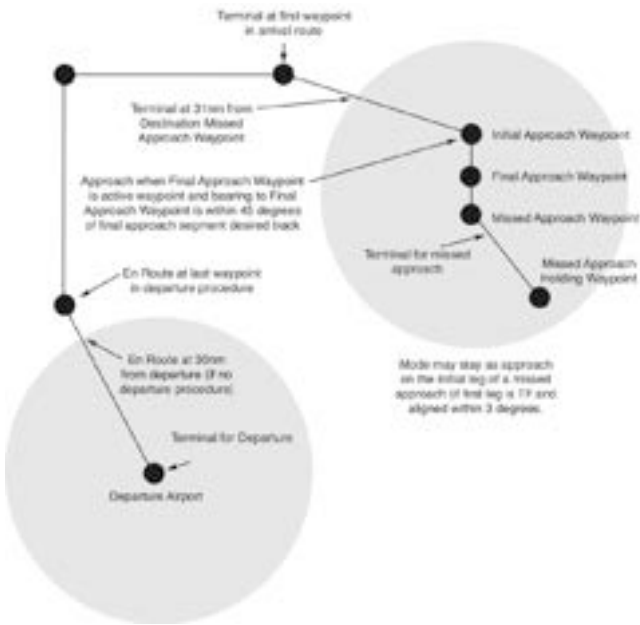 Terminal at first waypoint
in arrival route
Terminal at 31nm from
Destination Missed
Approach Waypoint
Initial Approach Waypoint
Approach when Final Approach Waypoint
is active waypoint and bearing to Final
Approach Waypoint is within 45 degrees
of final approach segment desired
Final Approach Waypoint
Missed Approach Waypoint
Terminal for missed
approach
Missed Approach
Holding Waypoint
En Route at last waypoint
in departure procedure
En Route at 30nm
from departure (if no
departure procedure)
Mode may stay as approach
on the initial leg of a missed
approach if first leg is TF and
aligned within 3 degrees.
Terminal for Departure
Departure Airport